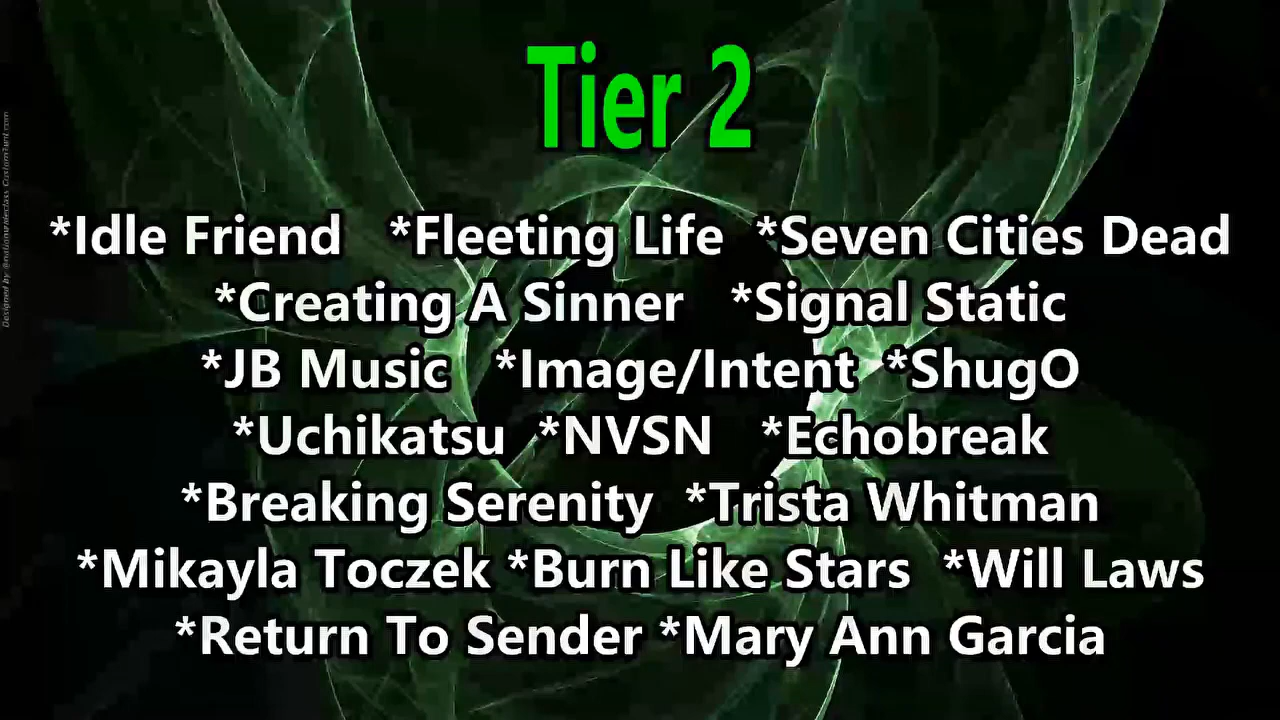 Tier 2
*Idle Friend *Fleeting Life *Seven Cities Dead
*Creating A Sinner *Signal Static
*JB Music *Image/Intent *ShugO
*Uchikatsu *NVSN *Echobreak
*Breaking Serenity *Trista Whitman
*Mikayla Toczek *Burn Like Stars *Will Laws
*Return To Sender *Mary Ann Garcia
Designed by